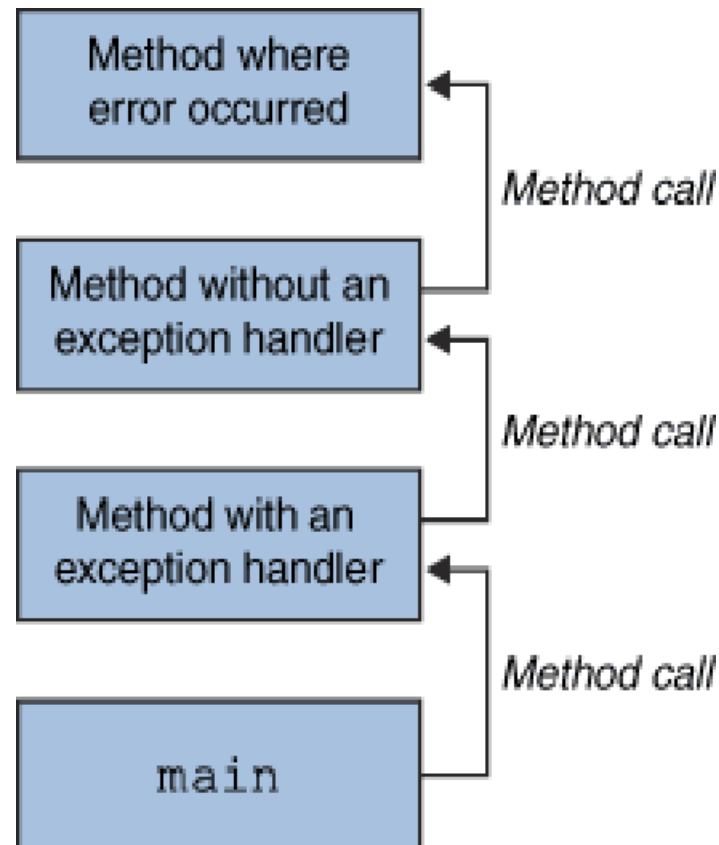 Method where
error occurred
Method call
Method without an
exception handler
Method call
Method with an
exception handler
Method call
main